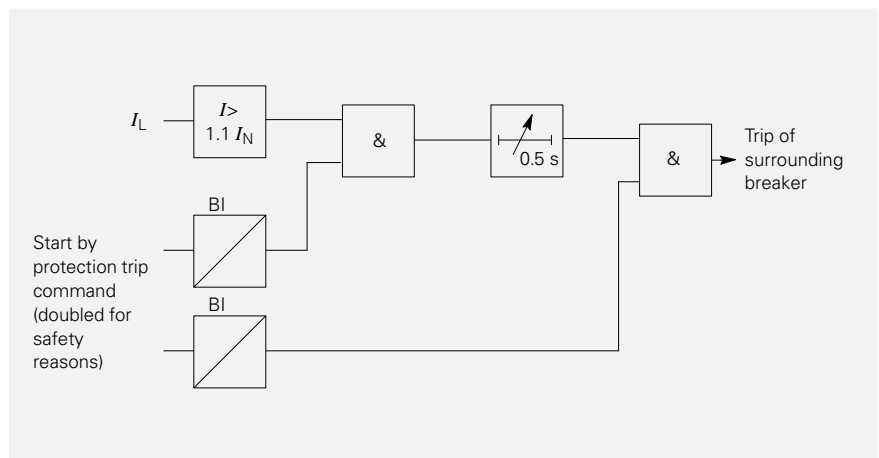 I>
I_L
1.1 I_N
&
0.5 s
&
Trip of
surrounding
breaker
BI
Start by
protection trip
command
(doubled for
safety
reasons)
BI